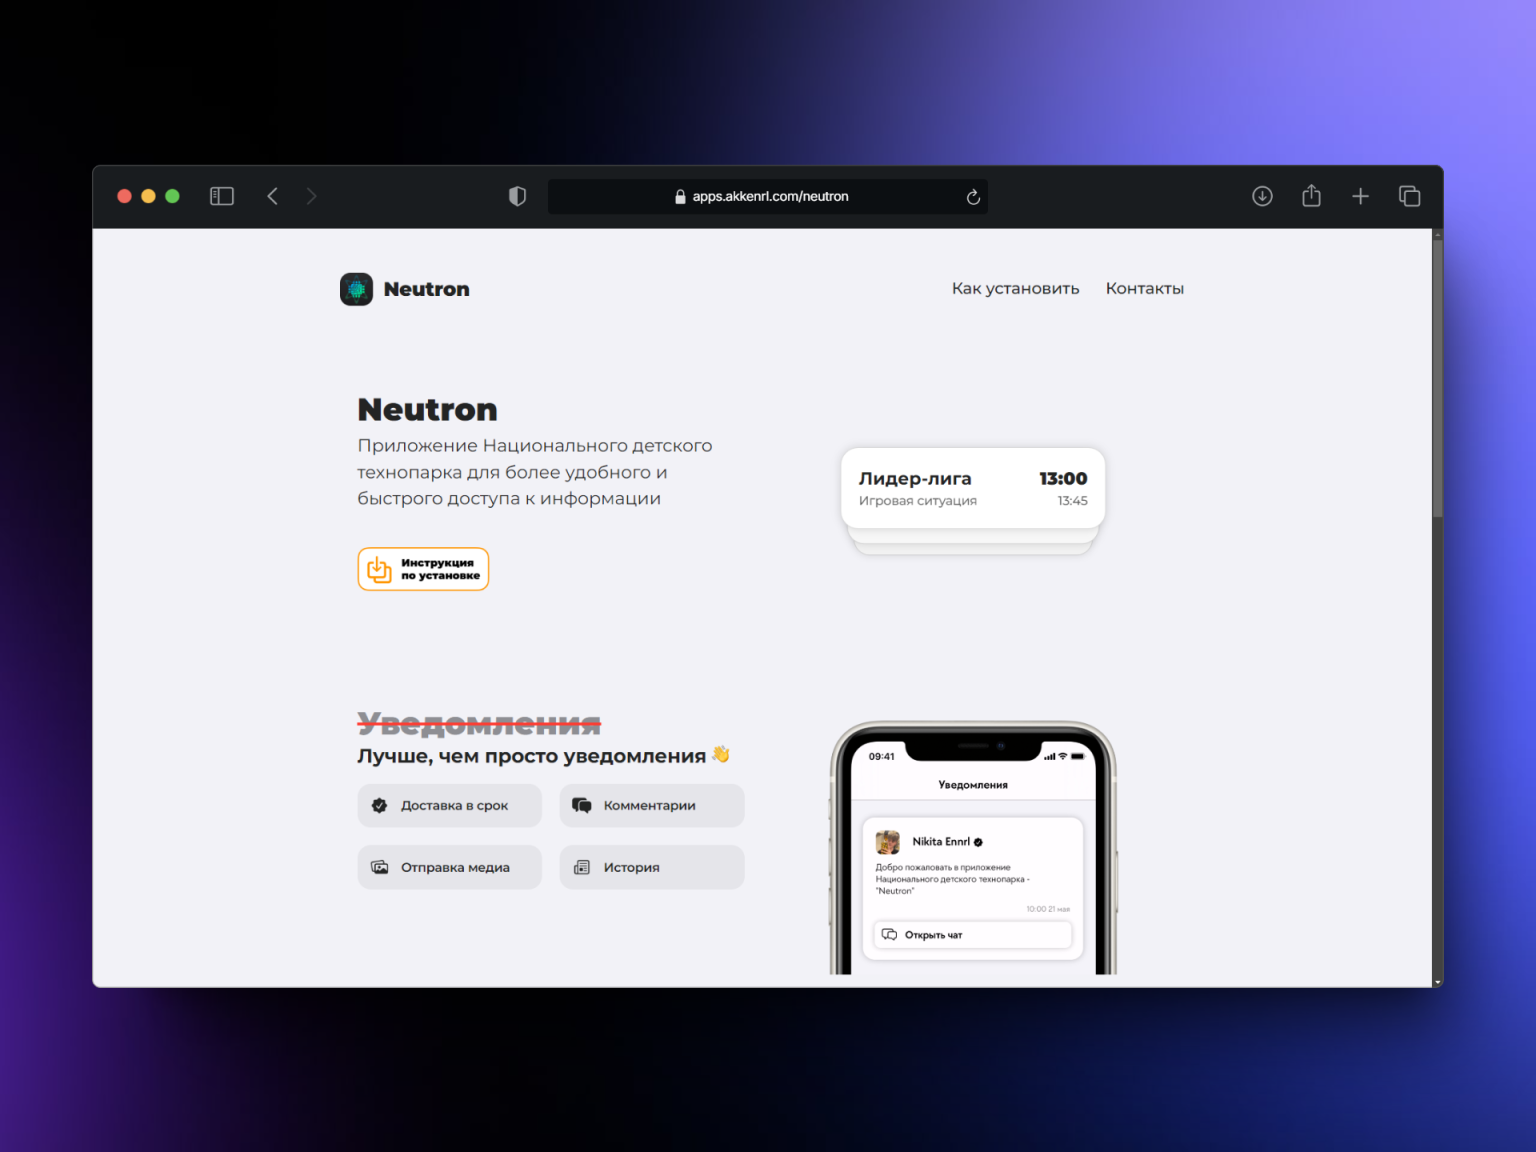 apps.akkenrl.com/neutron
Neutron
Как установить
Контакты
Neutron
Приложение Национального детского
технопарка для более удобного и
быстрого доступа к информации
Инструкция
по установке
Лидер-лига
13:00
Игровая ситуация
13:45
Уведомления
Лучше, чем просто уведомления 👋
Доставка в срок
Комментарии
Отправка медиа
История
09:41
Уведомления
Nikita Ennrl
Добро пожаловать в приложение
Национального детского технопарка -
"Neutron"
10:00 21 мая
Открыть чат